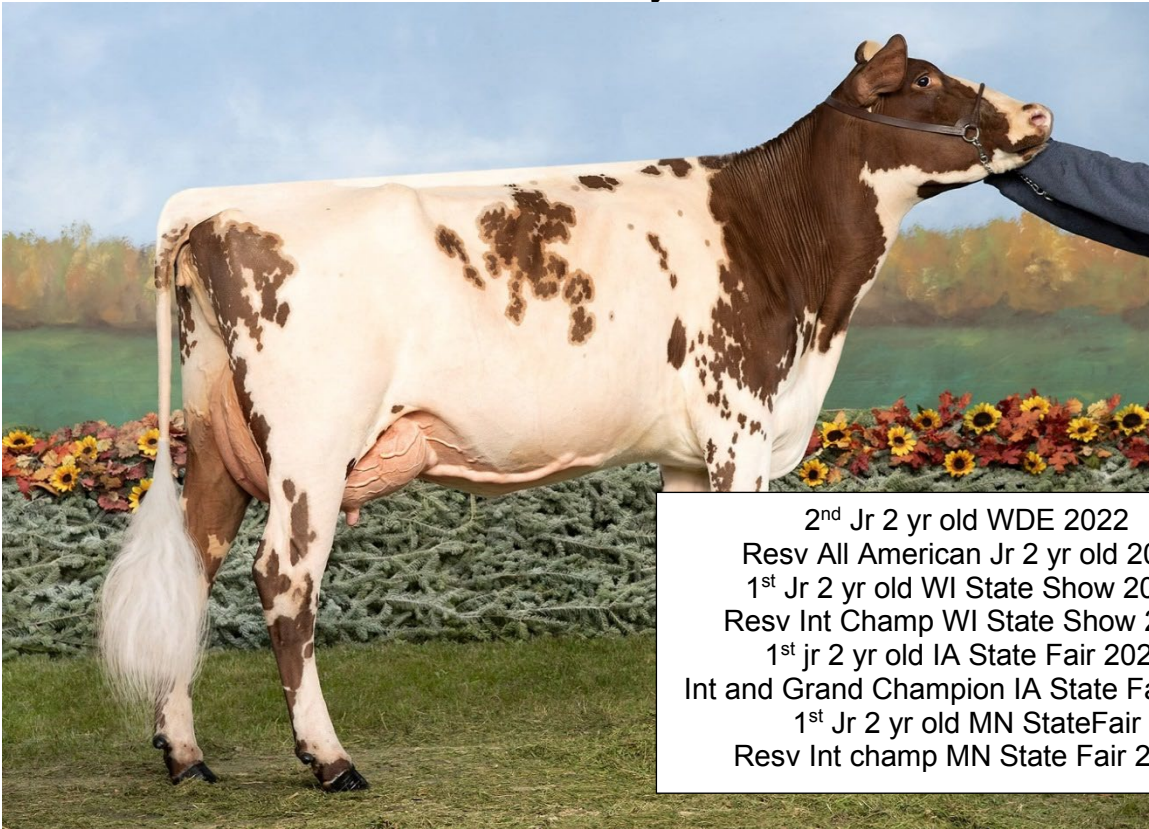 2nd Jr 2 yr old WDE 2022
Resv All American Jr 2 yr old
1st Jr 2 yr old WI State Show
Resv Int Champ WI State Show
1st jr 2 yr old IA State Fair
Int and Grand Champion IA State
1st Jr 2 yr old MN StateFair
Resv Int champ MN State Fair